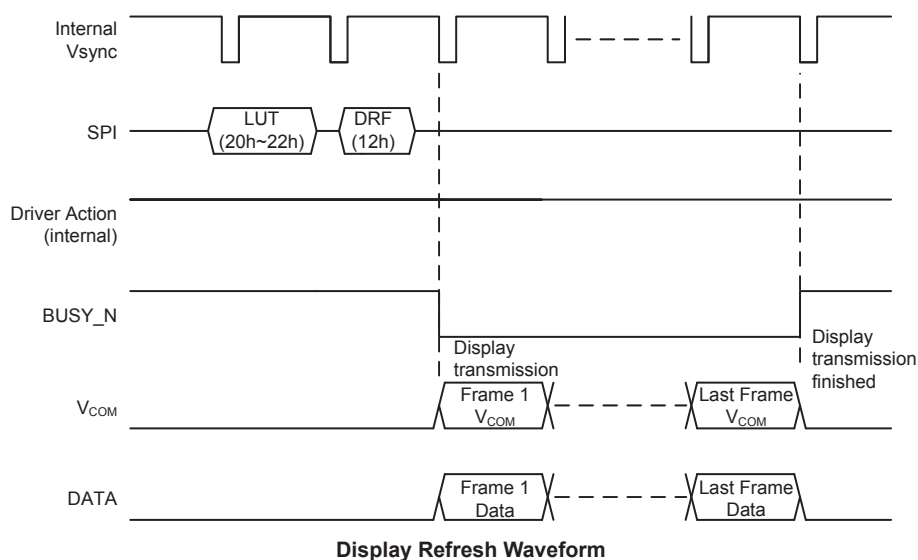 Internal
Vsync
SPI
LUT
(20h~22h)
DRF
(12h)
Driver Action
(internal)
BUSY_N
Display
transmission
Display
transmission
finished
VCOM
Frame 1
VCOM
Last Frame
VCOM
DATA
Frame 1
Data
Last Frame
Data
Display Refresh Waveform